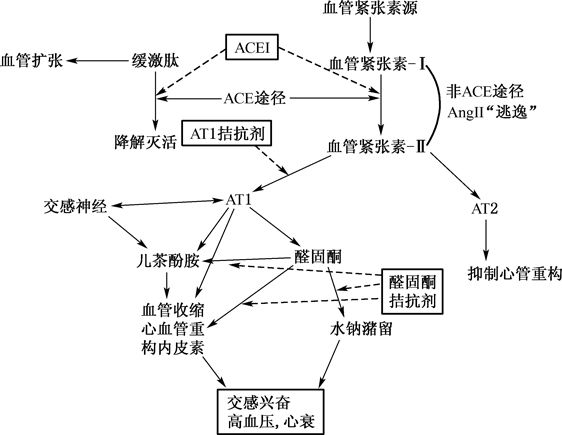 血管紧张素源
血管扩张
缓激肽
ACEI
血管紧张素-Ⅰ
非ACE途径
AngII“逃逸”
ACE途径
降解灭活
AT1拮抗剂
血管紧张素-Ⅱ
交感神经
AT1
AT2
儿茶酚胺
醛固酮
抑制心管重构
醛固酮
拮抗剂
血管收缩
心血管重
构内皮素
水钠潴留
交感兴奋
高血压,心衰